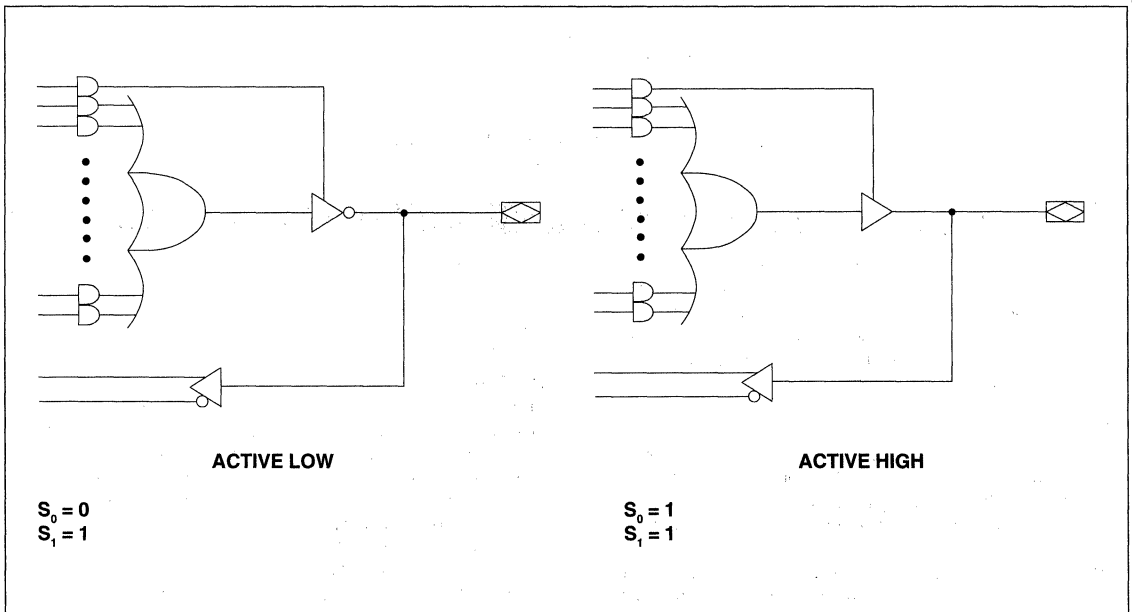 ACTIVE LOW
ACTIVE HIGH
S₀ = 0
S₁ = 1
S₀ = 1
S₁ = 1